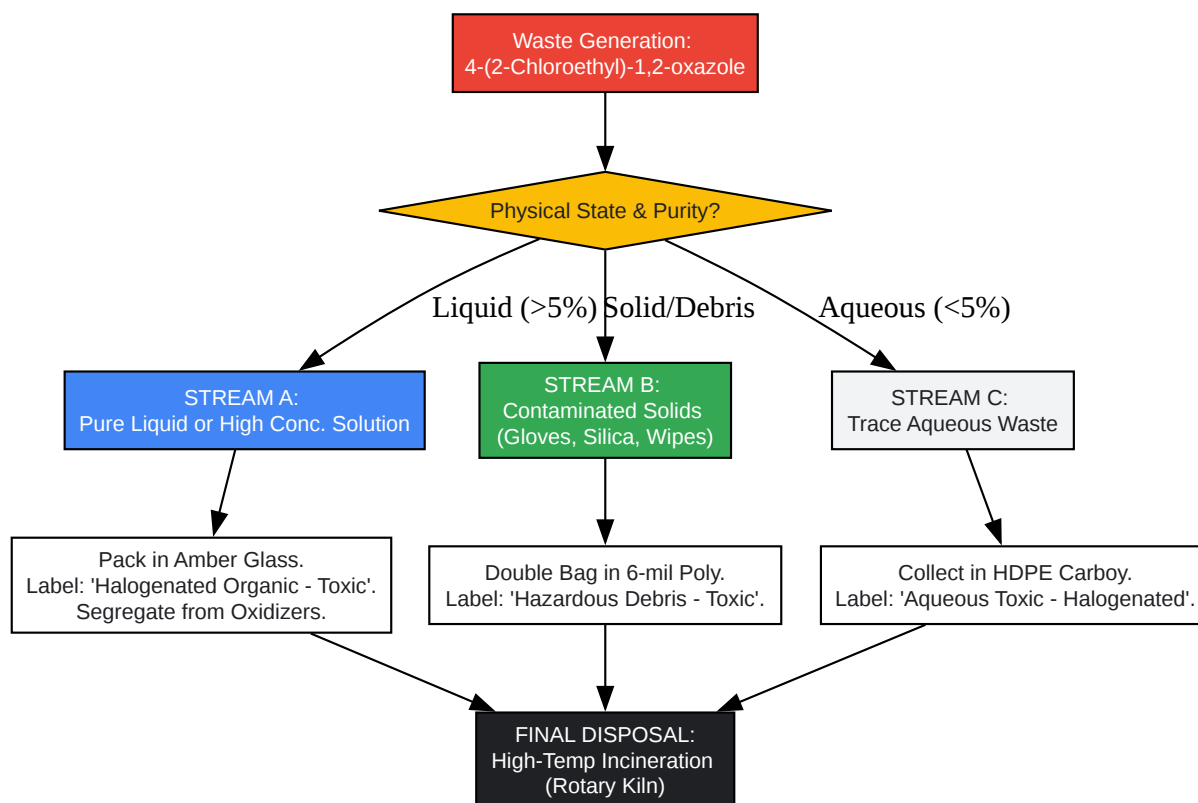 Waste Generation:
4-(2-Chloroethyl)-1,2-oxazole
Physical State & Purity?
Liquid (>5%)
Solid/Debris
Aqueous (<5%)
STREAM A:
Pure Liquid or High Conc. Solution
STREAM B:
Contaminated Solids
(Gloves, Silica, Wipes)
STREAM C:
Trace Aqueous Waste
Pack in Amber Glass.
Label: 'Halogenated Organic - Toxic'.
Segregate from Oxidizers.
Double Bag in 6-mil Poly.
Label: 'Hazardous Debris - Toxic'.
Collect in HDPE Carboy.
Label: 'Aqueous Toxic - Halogenated'.
FINAL DISPOSAL:
High-Temp Incineration
(Rotary Kiln)